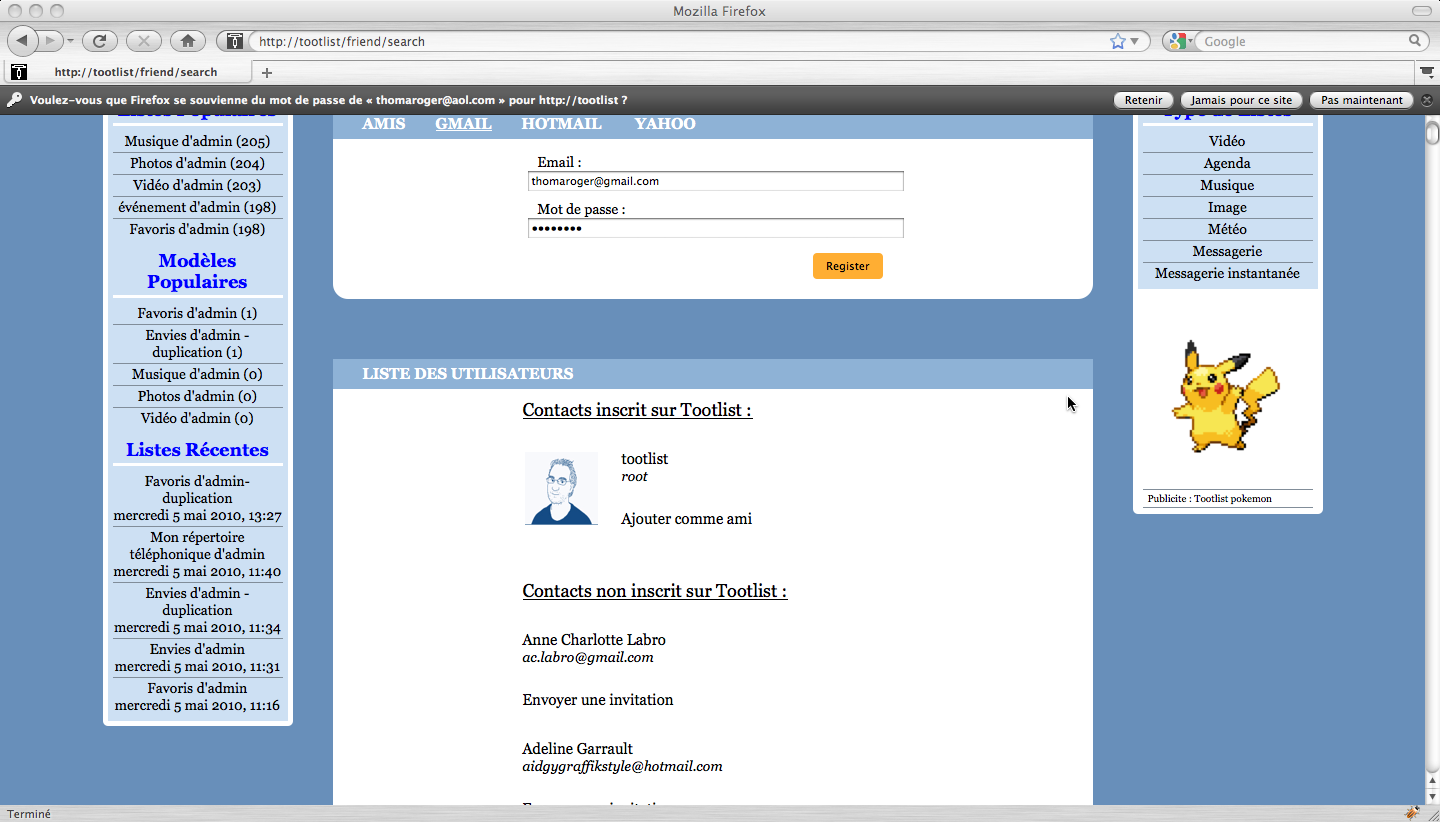 Mozilla Firefox
http://tootlist/friend/search
Google
http://tootlist/friend/search
Voulez-vous que Firefox se souvienne du mot de passe de « thomaroger@aol.com » pour http://tootlist ?
Retenir
Jamais pour ce site
Pas maintenant
Musique d'admin (205)
Photos d'admin (204)
Vidéo d'admin (203)
événement d'admin (198)
Favoris d'admin (198)
Modèles
Populaires
Favoris d'admin (1)
Envies d'admin -
duplication (1)
Musique d'admin (0)
Photos d'admin (0)
Vidéo d'admin (0)
Listes Récentes
Favoris d'admin-
duplication
mercredi 5 mai 2010, 13:27
Mon répertoire
téléphonique d'admin
mercredi 5 mai 2010, 11:40
Envies d'admin -
duplication
mercredi 5 mai 2010, 11:34
Envies d'admin
mercredi 5 mai 2010, 11:31
Favoris d'admin
mercredi 5 mai 2010, 11:16
AMIS GMAIL HOTMAIL YAHOO
Email :
thomaroger@gmail.com
Mot de passe :
••••••••
Register
LISTE DES UTILISATEURS
Contacts inscrit sur Tootlist :
tootlist
root
Ajouter comme ami
Contacts non inscrit sur Tootlist :
Anne Charlotte Labro
ac.labro@gmail.com
Envoyer une invitation
Adeline Garrault
aidgygraffikstyle@hotmail.com
Vidéo
Agenda
Musique
Image
Météo
Messagerie
Messagerie instantanée
Publicite : Tootlist pokemon
Terminé